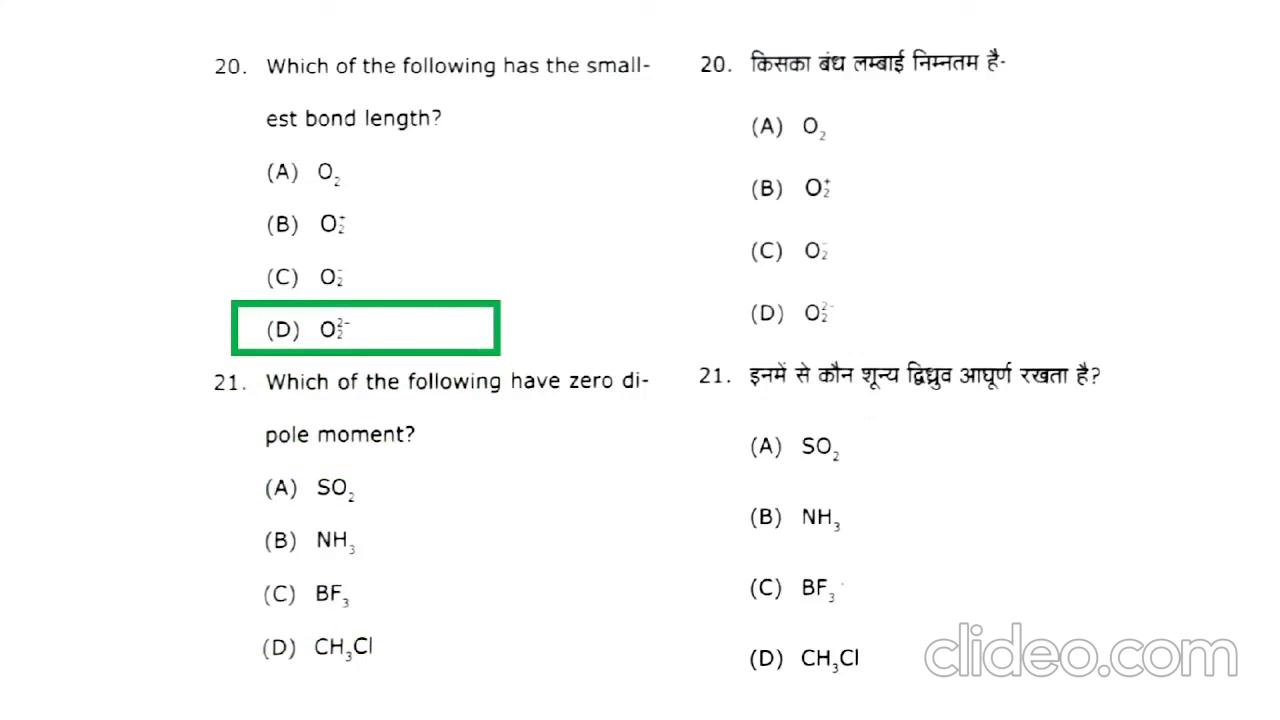 20. Which of the following has the small-
est bond length?
(A) O₂
(B) O₂⁺
(C) O₂⁻
(D) O₂²⁻
21. Which of the following have zero di-
pole moment?
(A) SO₂
(B) NH₃
(C) BF₃
(D) CH₃Cl
20. किसका बंध लम्बाई निम्नतम है-
(A) O₂
(B) O₂⁺
(C) O₂⁻
(D) O₂²⁻
21. इनमें से कौन शून्य द्विध्रुव आघूर्ण रखता है?
(A) SO₂
(B) NH₃
(C) BF₃
(D) CH₃Cl
clideo.com